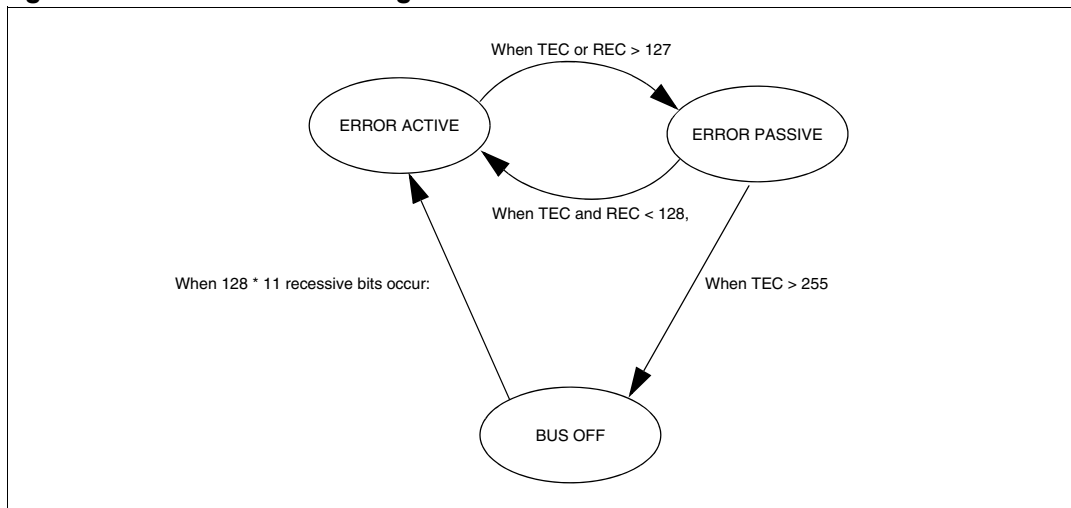 When TEC or REC > 127
ERROR ACTIVE
ERROR PASSIVE
When TEC and REC < 128,
When 128 * 11 recessive bits occur:
When TEC > 255
BUS OFF